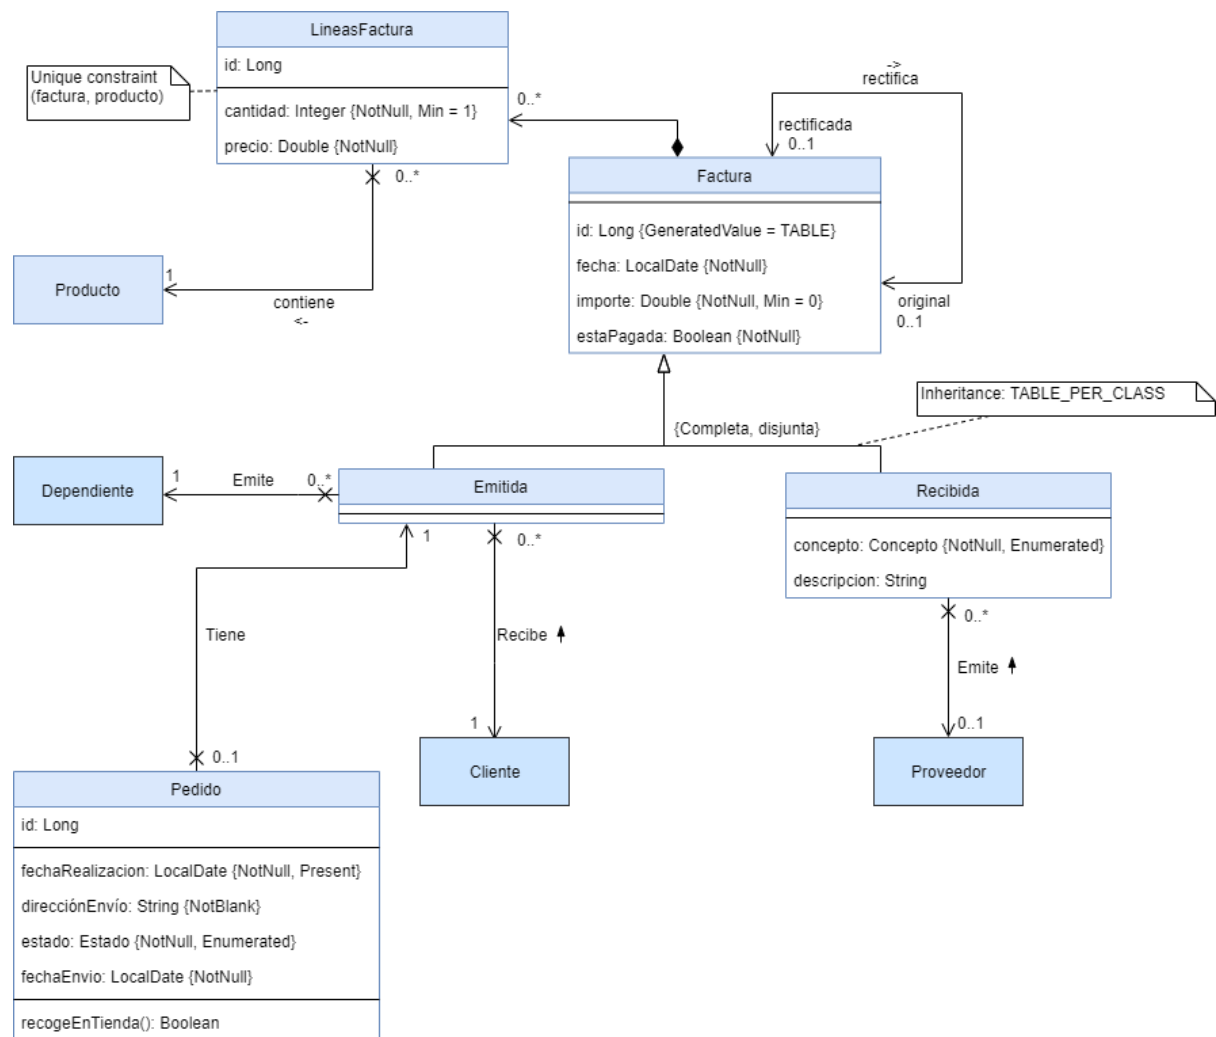 LineasFactura
id: Long
cantidad: Integer {NotNull, Min = 1}
precio: Double {NotNull}
Unique constraint
(factura, producto)
0..*
0..*
->
rectifica
rectificada
0..1
Factura
id: Long {GeneratedValue = TABLE}
fecha: LocalDate {NotNull}
importe: Double {NotNull, Min = 0}
estaPagada: Boolean {NotNull}
original
0..1
Producto
1
contiene
<-
Inheritance: TABLE_PER_CLASS
{Completa, disjunta}
Dependiente
1
Emite
0..*
Emitida
1
0..*
Recibida
concepto: Concepto {NotNull, Enumerated}
descripcion: String
0..*
Tiene
Recibe
Emite
0..1
1
0..1
Cliente
Proveedor
Pedido
id: Long
fechaRealizacion: LocalDate {NotNull, Present}
direcciónEnvío: String {NotBlank}
estado: Estado {NotNull, Enumerated}
fechaEnvio: LocalDate {NotNull}
recogeEnTienda(): Boolean